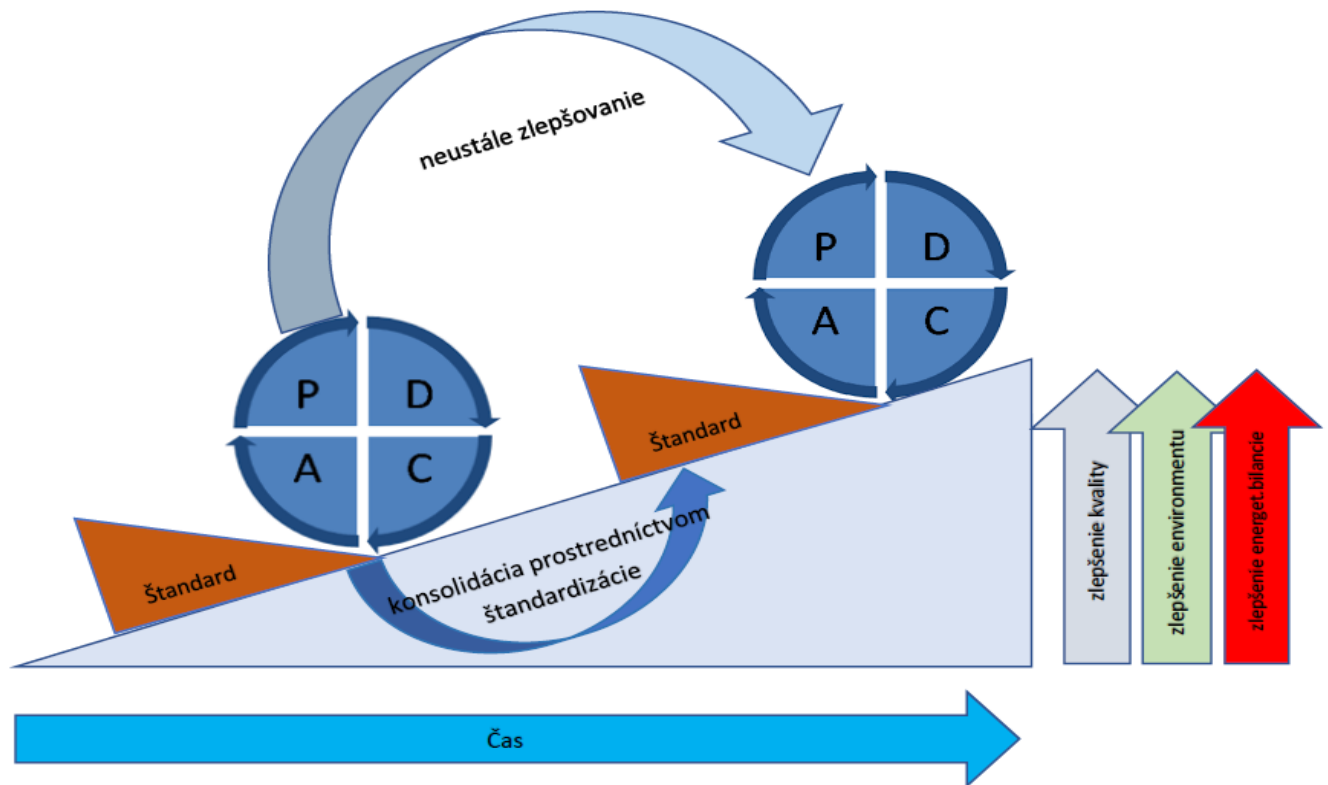 neustále zlepšovanie
P
D
A
C
P
D
A
C
Štandard
Štandard
konsolidácia prostredníctvom
štandardizácie
zlepšenie kvality
zlepšenie environmentu
zlepšenie energet.bilancie
Čas